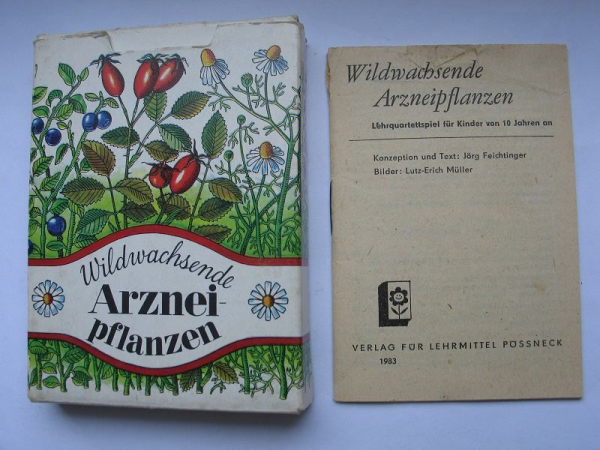 Wildwachsende
Arznei-
pflanzen
Wildwachsende
Arzneipflanzen
Lehrquartettspiel für Kinder von 10 Jahren an
Konzeption und Text: Jörg Feichtinger
Bilder: Lutz-Erich Müller
VERLAG FÜR LEHRMITTEL PÖSSNECK
1983